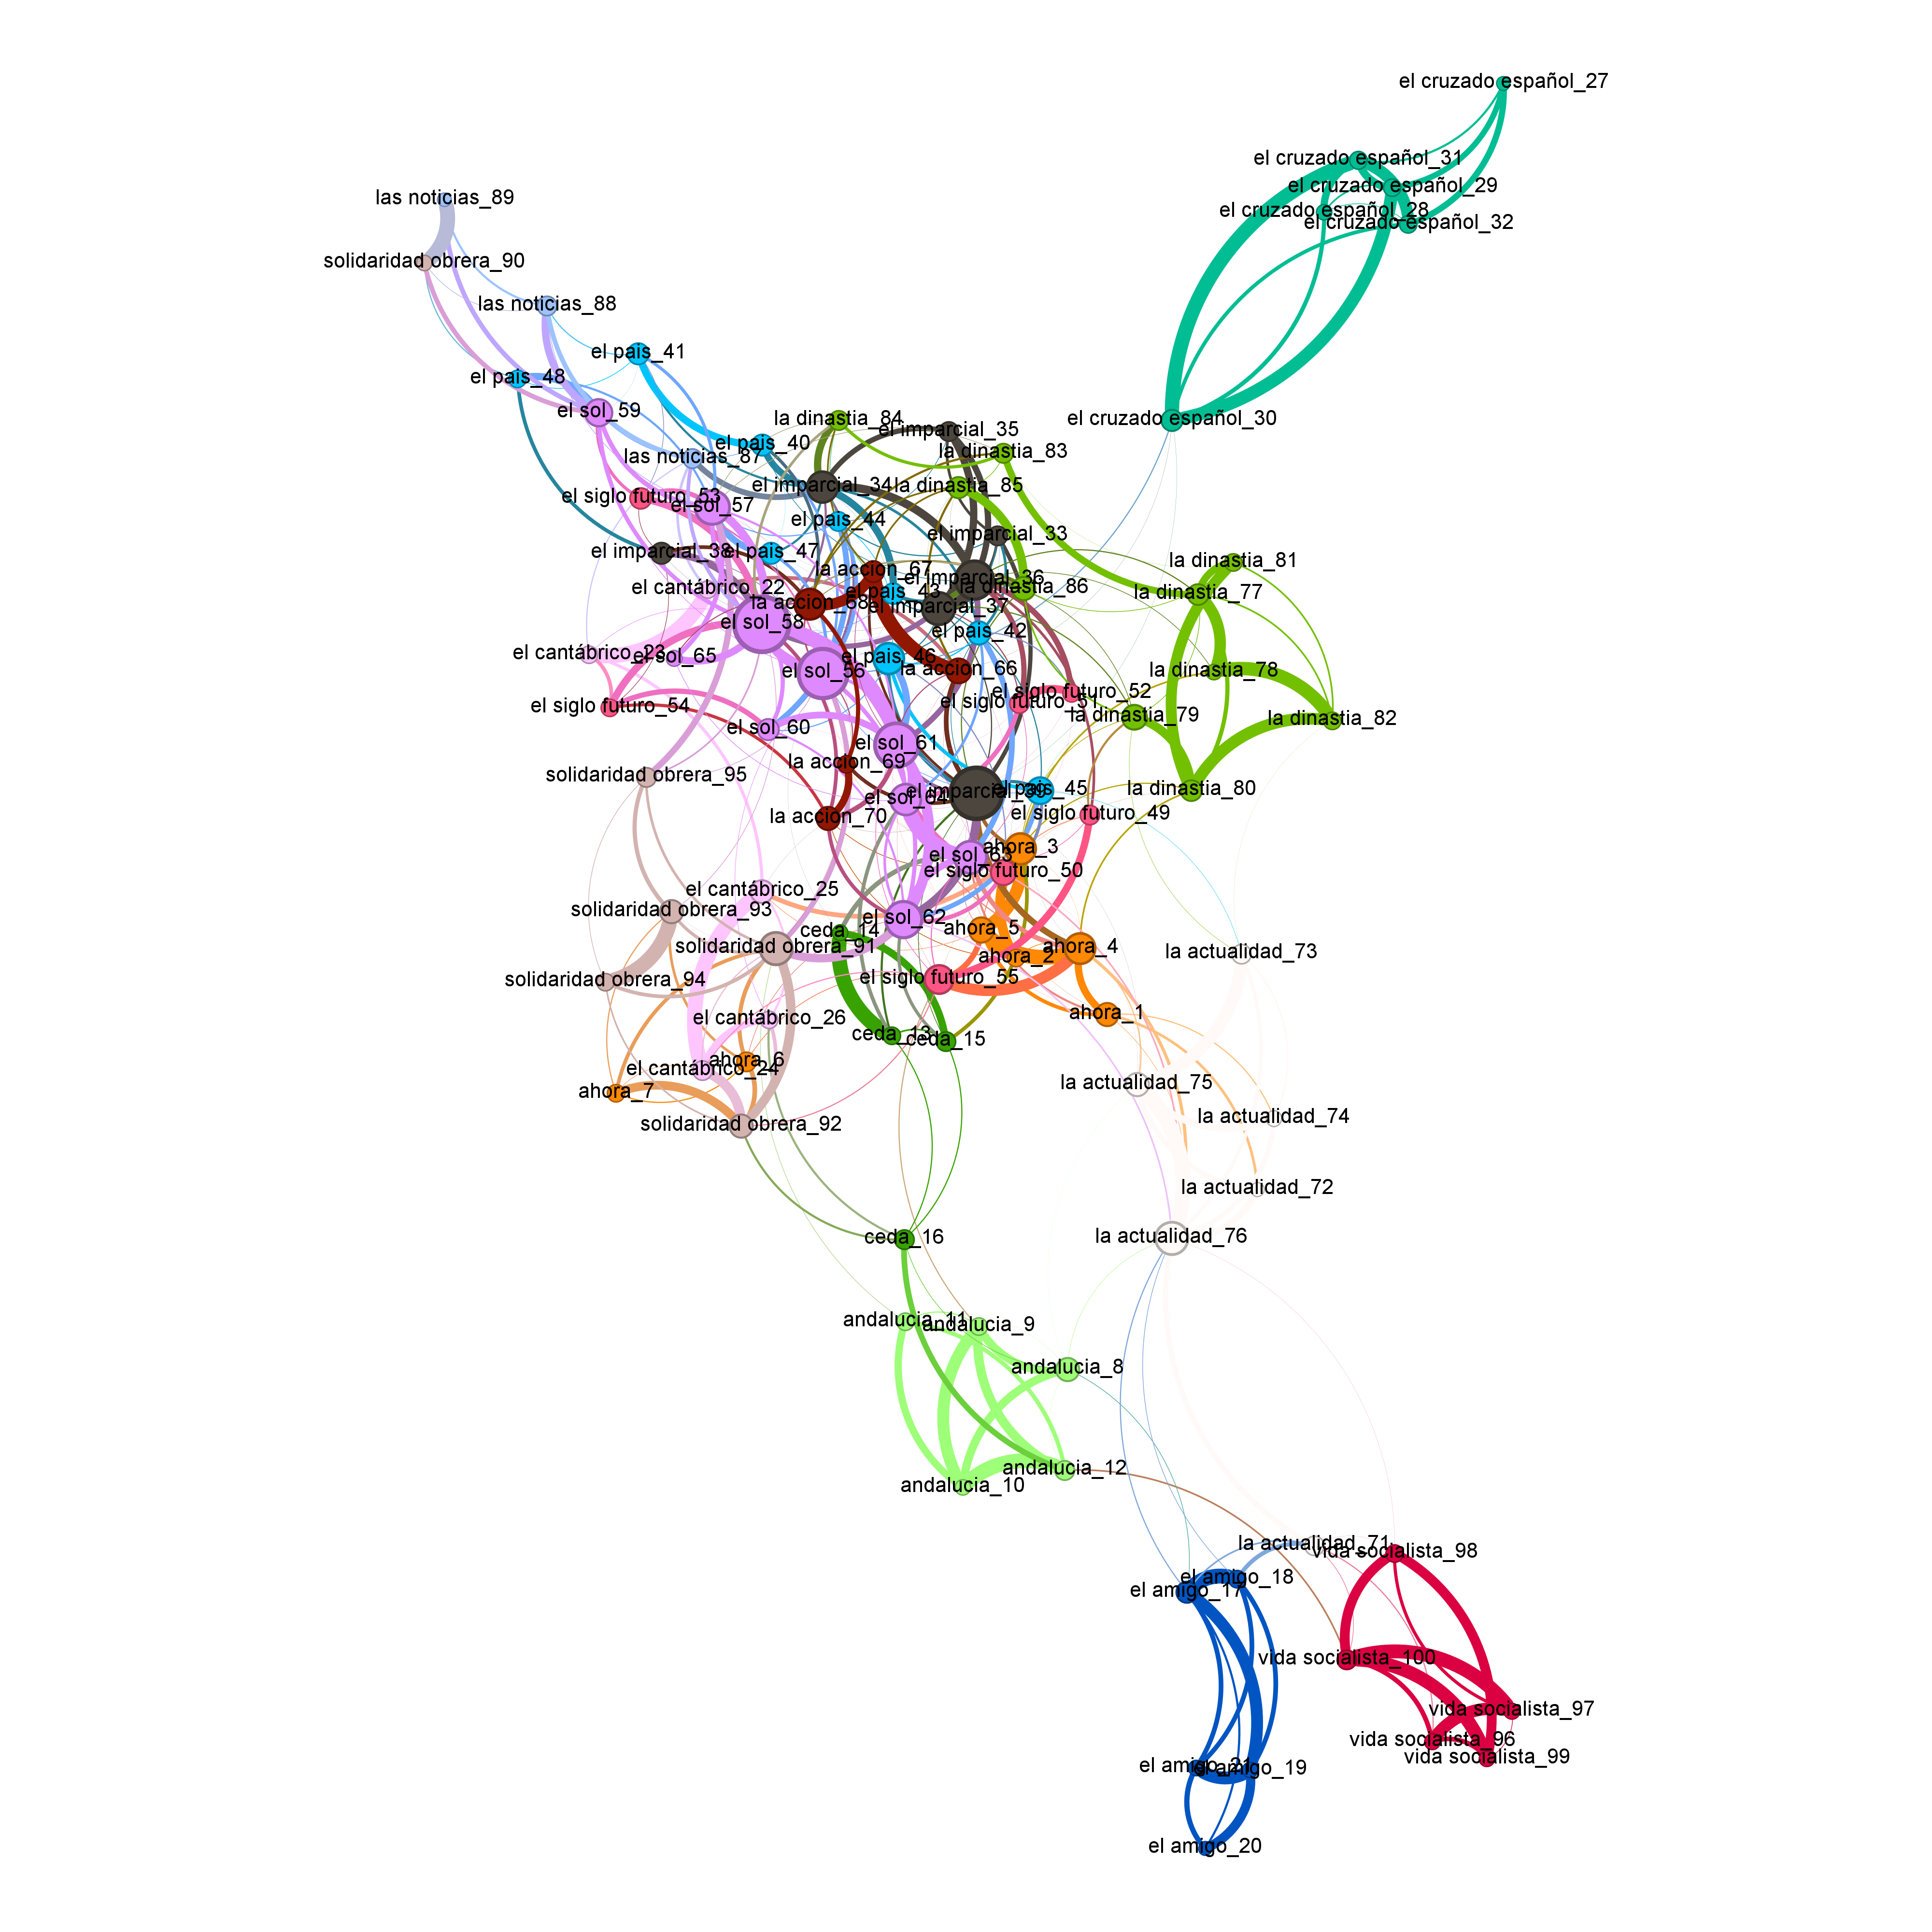 el cruzado español_27
el cruzado español_31
el cruzado español_29
las noticias_89
el cruzado español_28
el cruzado español_32
solidaridad obrera_90
las noticias_88
el pais_41
el pais_48
el sol_59
la dinastia_84
el cruzado español_30
el imparcial_35
el pais_40
la dinastia_83
las noticias_87
el imparcial_34
la dinastia_85
el siglo futuro_53
el sol_57
el pais_44
el imparcial_33
el imparcial_38
el pais_47
la dinastia_81
la accion_67
el imparcial_36
el cantábrico_22
la dinastia_86
el pais_43
la dinastia_77
la accion_68
el imparcial_37
el sol_58
el pais_42
el cantábrico_23
el sol_65
el pais_46
la accion_66
el sol_56
la dinastia_78
el siglo futuro_52
el siglo futuro_51
el siglo futuro_54
la dinastia_79
la dinastia_82
el sol_60
el sol_61
la accion_69
solidaridad obrera_95
el imparcial_39
el pais_45
la dinastia_80
el sol_64
la accion_70
el siglo futuro_49
ahora_3
el sol_63
el siglo futuro_50
el cantábrico_25
solidaridad obrera_93
el sol_62
ceda_14
ahora_5
solidaridad obrera_91
ahora_4
la actualidad_73
ahora_2
el siglo futuro_55
solidaridad obrera_94
ahora_1
el cantábrico_26
ceda_13
ceda_15
ahora_6
el cantábrico_24
la actualidad_75
ahora_7
la actualidad_74
solidaridad obrera_92
la actualidad_72
ceda_16
la actualidad_76
andalucia_11
andalucia_9
andalucia_8
andalucia_12
andalucia_10
la actualidad_71
vida socialista_98
el amigo_18
el amigo_17
vida socialista_100
vida socialista_97
vida socialista_96
vida socialista_99
el amigo_21
el amigo_19
el amigo_20